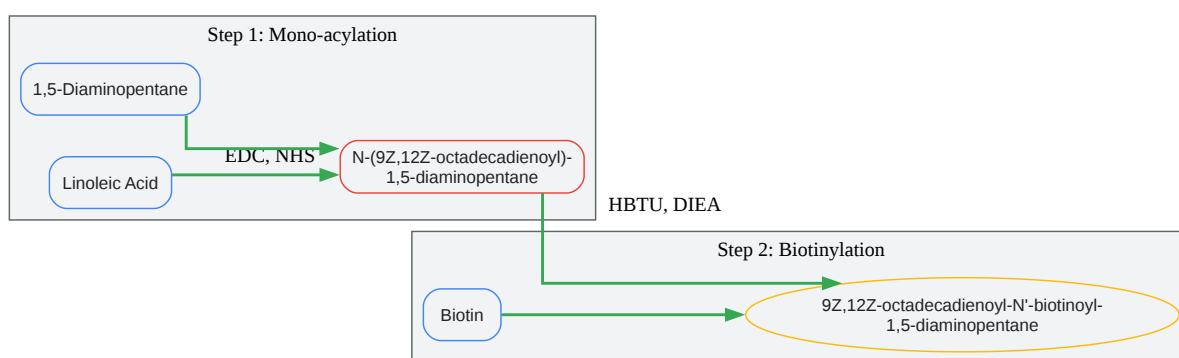 Step 1: Mono-acylation
1,5-Diaminopentane
EDC, NHS
Linoleic Acid
N-(9Z,12Z-octadecadienoyl)-
1,5-diaminopentane
HBTU, DIEA
Step 2: Biotinylation
Biotin
9Z,12Z-octadecadienoyl-N'-biotinoyl-
1,5-diaminopentane